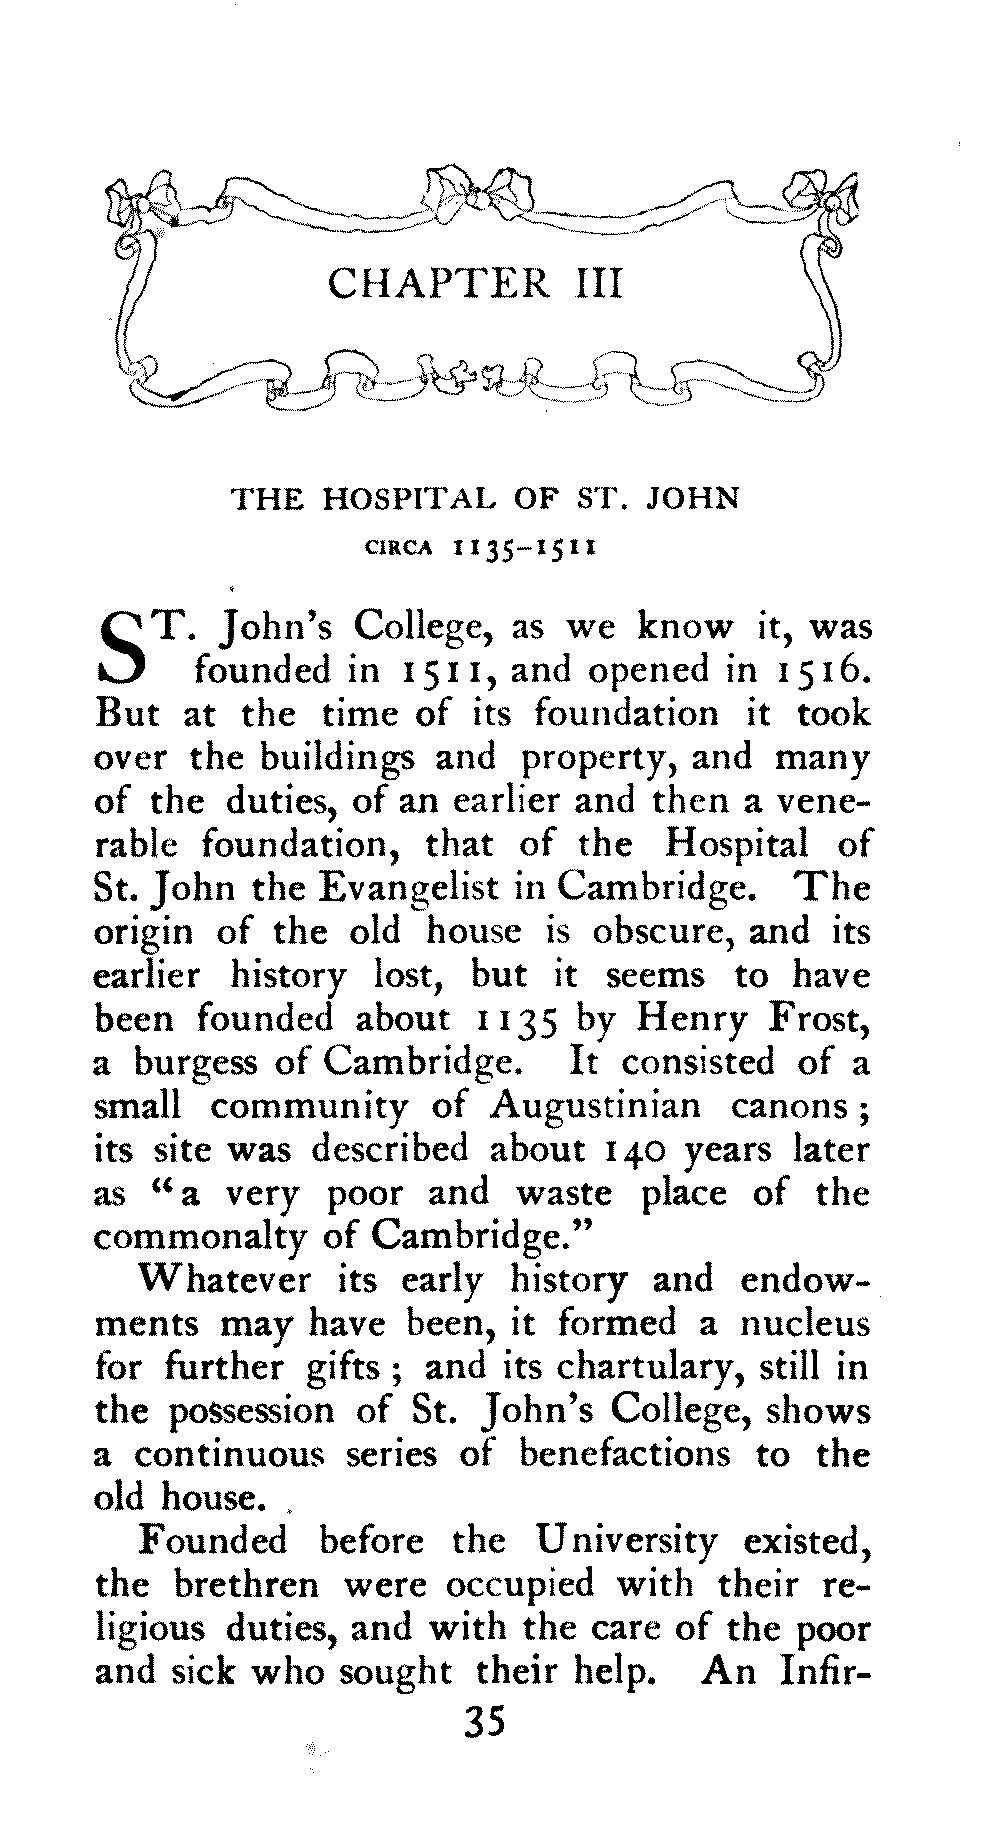 CHAPTER III
THE HOSPITAL OF ST. JOHN
CIRCA 1135–1511
ST. John's College, as we know it, was
founded in 1511, and opened in 1516.
But at the time of its foundation it took
over the buildings and property, and many
of the duties, of an earlier and then a vene-
rable foundation, that of the Hospital of
St. John the Evangelist in Cambridge. The
origin of the old house is obscure, and its
earlier history lost, but it seems to have
been founded about 1135 by Henry Frost,
a burgess of Cambridge. It consisted of a
small community of Augustinian canons;
its site was described about 140 years later
as "a very poor and waste place of the
commonalty of Cambridge."
Whatever its early history and endow-
ments may have been, it formed a nucleus
for further gifts; and its chartulary, still in
the possession of St. John's College, shows
a continuous series of benefactions to the
old house.
Founded before the University existed,
the brethren were occupied with their re-
ligious duties, and with the care of the poor
and sick who sought their help. An Infir-
35